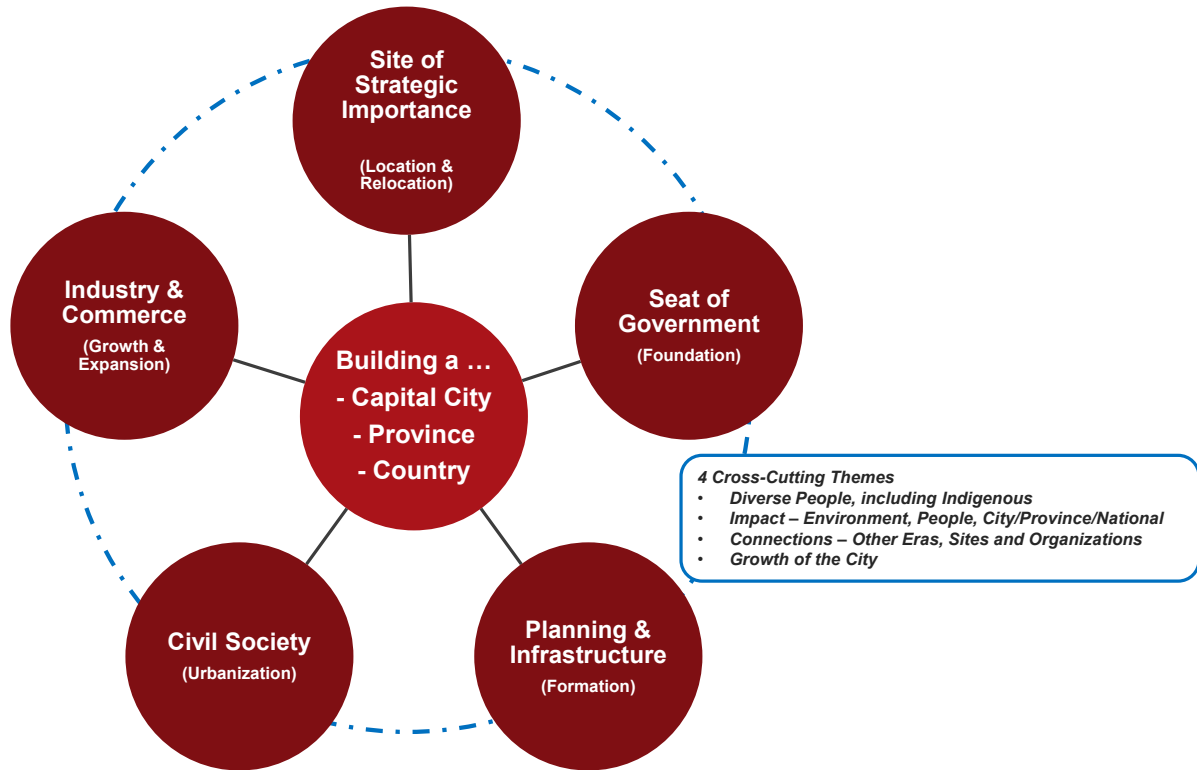 Site of
Strategic
Importance
(Location &
Relocation)
Industry &
Commerce
(Growth &
Expansion)
Seat of
Government
(Foundation)
Building a …
- Capital City
- Province
- Country
4 Cross-Cutting Themes
• Diverse People, including Indigenous
• Impact – Environment, People, City/Province/National
• Connections – Other Eras, Sites and Organizations
• Growth of the City
Civil Society
(Urbanization)
Planning &
Infrastructure
(Formation)